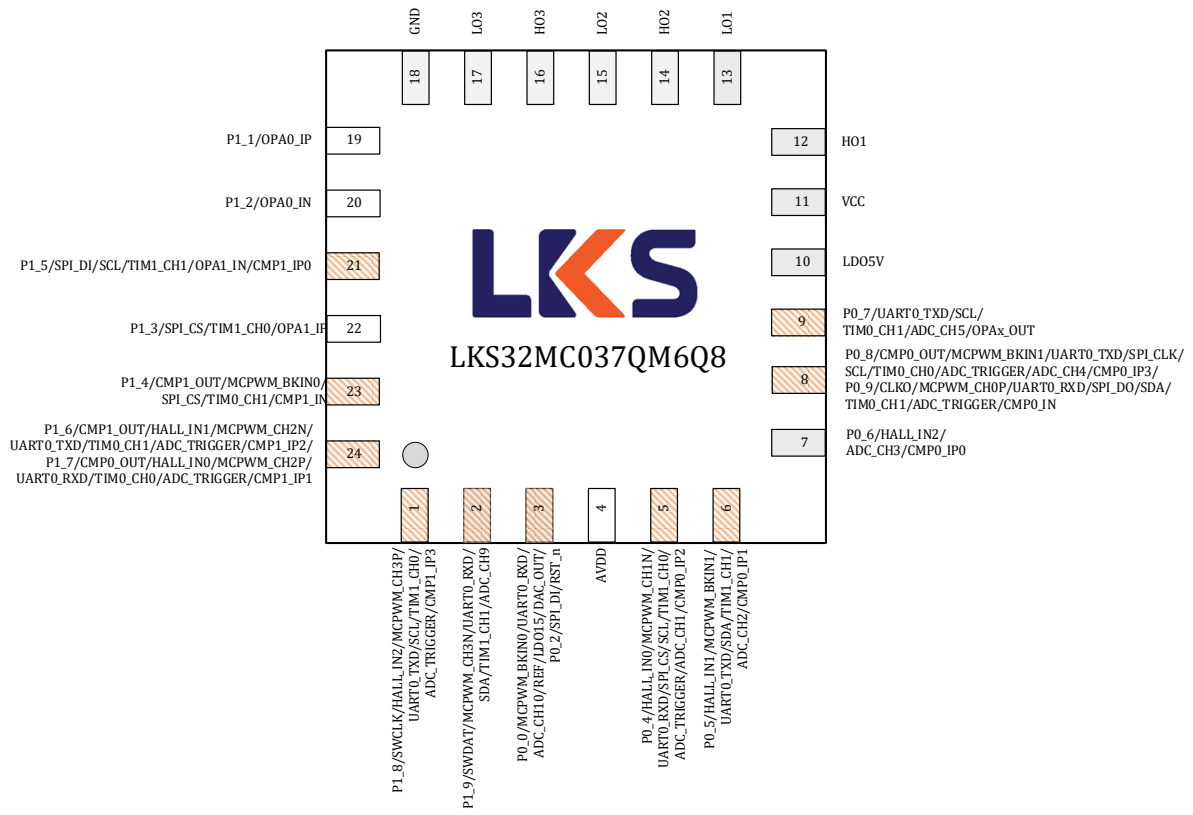 GND
LO3
HO3
LO2
HO2
LO1
18
17
16
15
14
13
P1_1/OPA0_IP
19
P1_2/OPA0_IN
20
P1_5/SPI_DI/SCL/TIM1_CH1/OPA1_IN/CMP1_IP0
21
P1_3/SPI_CS/TIM1_CH0/OPA1_IP
22
P1_4/CMP1_OUT/MCPWM_BKIN0/
SPI_CS/TIM0_CH1/CMP1_IN
23
P1_6/CMP1_OUT/HALL_IN1/MCPWM_CH2N/
UART0_TXD/TIM0_CH1/ADC_TRIGGER/CMP1_IP2/
P1_7/CMP0_OUT/HALL_IN0/MCPWM_CH2P/
UART0_RXD/TIM0_CH0/ADC_TRIGGER/CMP1_IP1
24
LKS
LKS32MC037QM6Q8
12
HO1
11
VCC
10
LDO5V
9
P0_7/UART0_TXD/SCL/
TIM0_CH1/ADC_CH5/OPAx_OUT
8
P0_8/CMP0_OUT/MCPWM_BKIN1/UART0_TXD/SPI_CLK/
SCL/TIM0_CH0/ADC_TRIGGER/ADC_CH4/CMP0_IP3/
P0_9/CLKO/MCPWM_CH0P/UART0_RXD/SPI_DO/SDA/
TIM0_CH1/ADC_TRIGGER/CMP0_IN
7
P0_6/HALL_IN2/
ADC_CH3/CMP0_IP0
1
2
3
4
5
6
P1_8/SWCLK/HALL_IN2/MCPWM_CH3P/
UART0_TXD/SCL/TIM1_CH0/
ADC_TRIGGER/CMP1_IP3
P1_9/SWDAT/MCPWM_CH3N/UART0_RXD/
SDA/TIM1_CH1/ADC_CH9
P0_0/MCPWM_BKIN0/UART0_RXD/
ADC_CH10/REF/LDO15/DAC_OUT/
P0_2/SPI_DI/RST_n
AVDD
P0_4/HALL_IN0/MCPWM_CH1N/
UART0_RXD/SPI_CS/SCL/TIM1_CH0/
ADC_TRIGGER/ADC_CH1/CMP0_IP2
P0_5/HALL_IN1/MCPWM_BKIN1/
UART0_TXD/SDA/TIM1_CH1/
ADC_CH2/CMP0_IP1